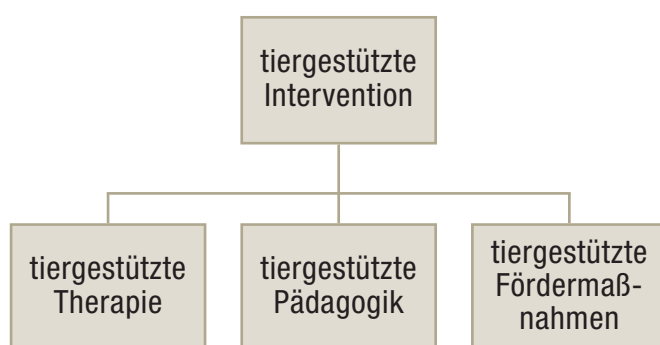 tiergestützte
Intervention
tiergestützte
Therapie
tiergestützte
Pädagogik
tiergestützte
Fördermaß-
nahmen